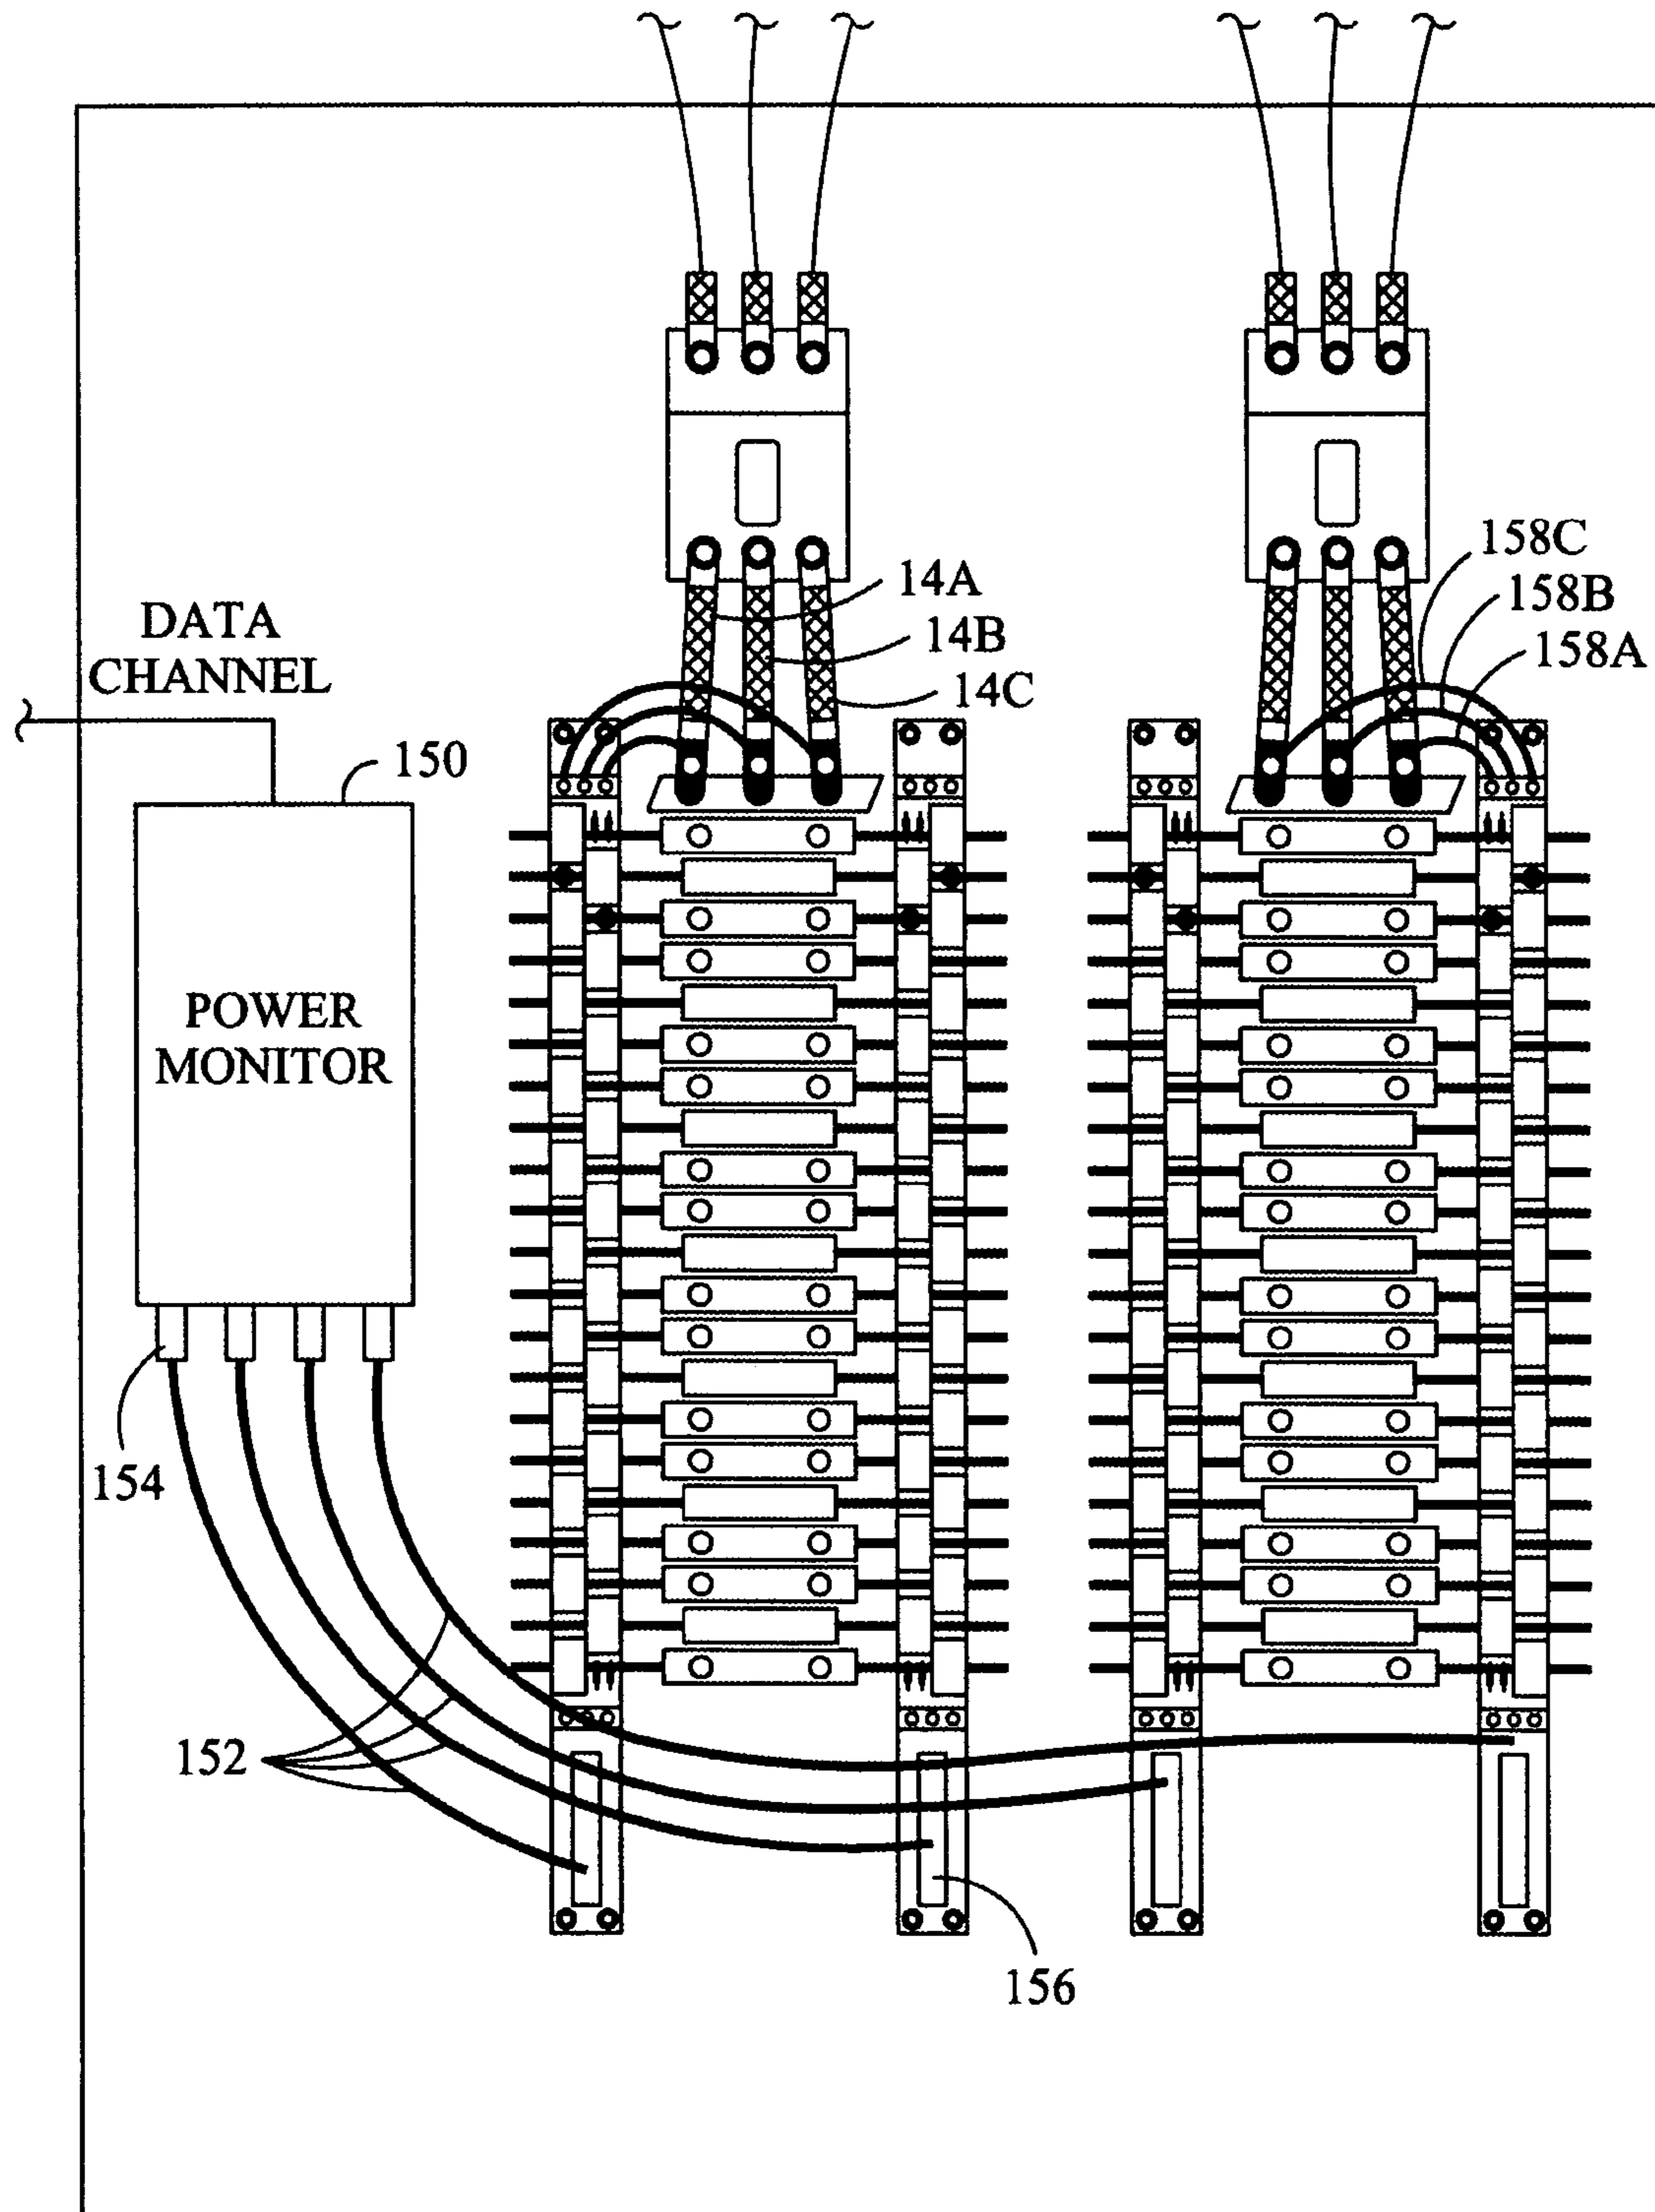 158C
14A
158B
DATA
CHANNEL
14B
158A
14C
150
POWER
MONITOR
154
152
156